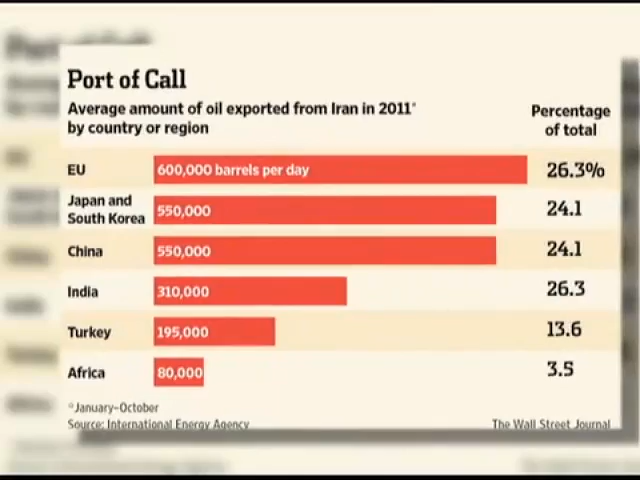 Port of Call
Average amount of oil exported from Iran in 2011*
by country or region
Percentage
of total
EU 600,000 barrels per day 26.3%
Japan and
South Korea 550,000 24.1
China 550,000 24.1
India 310,000 26.3
Turkey 195,000 13.6
Africa 80,000 3.5
*January–October
Source: International Energy Agency The Wall Street Journal